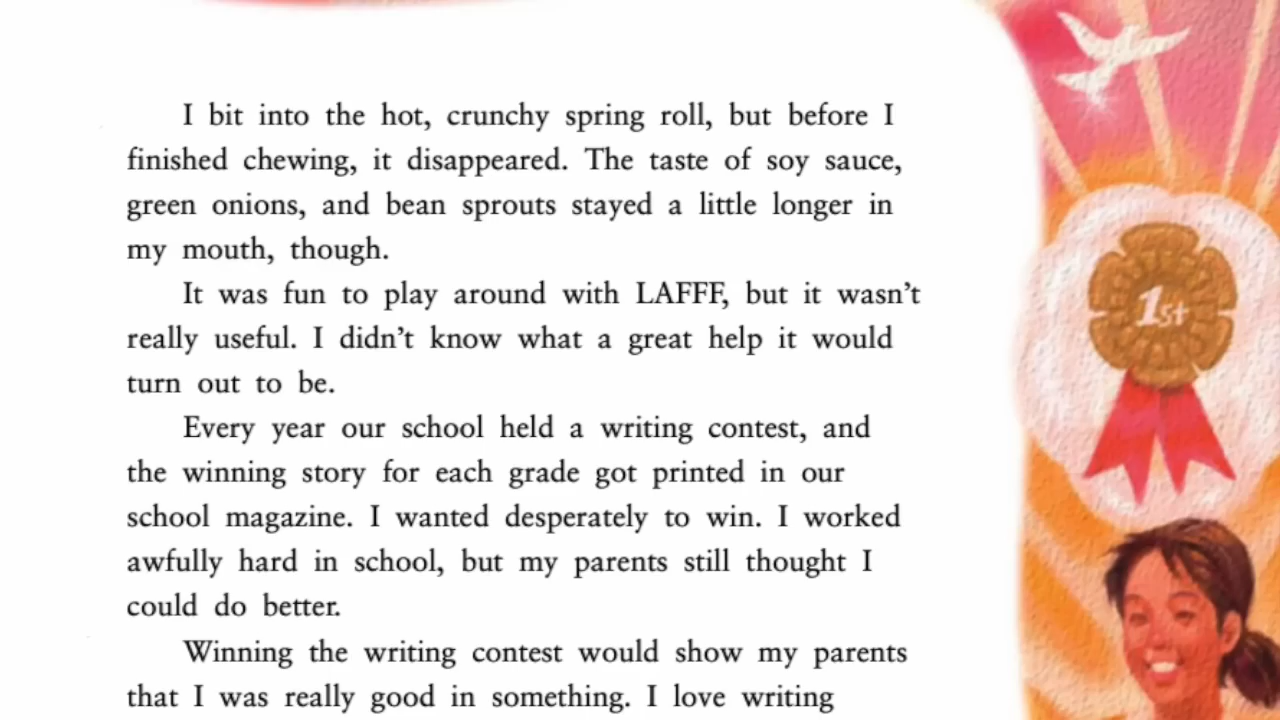 I bit into the hot, crunchy spring roll, but before I
finished chewing, it disappeared. The taste of soy sauce,
green onions, and bean sprouts stayed a little longer in
my mouth, though.
It was fun to play around with LAFFF, but it wasn't
really useful. I didn't know what a great help it would
turn out to be.
Every year our school held a writing contest, and
the winning story for each grade got printed in our
school magazine. I wanted desperately to win. I worked
awfully hard in school, but my parents still thought I
could do better.
Winning the writing contest would show my parents
that I was really good in something. I love writing
1st